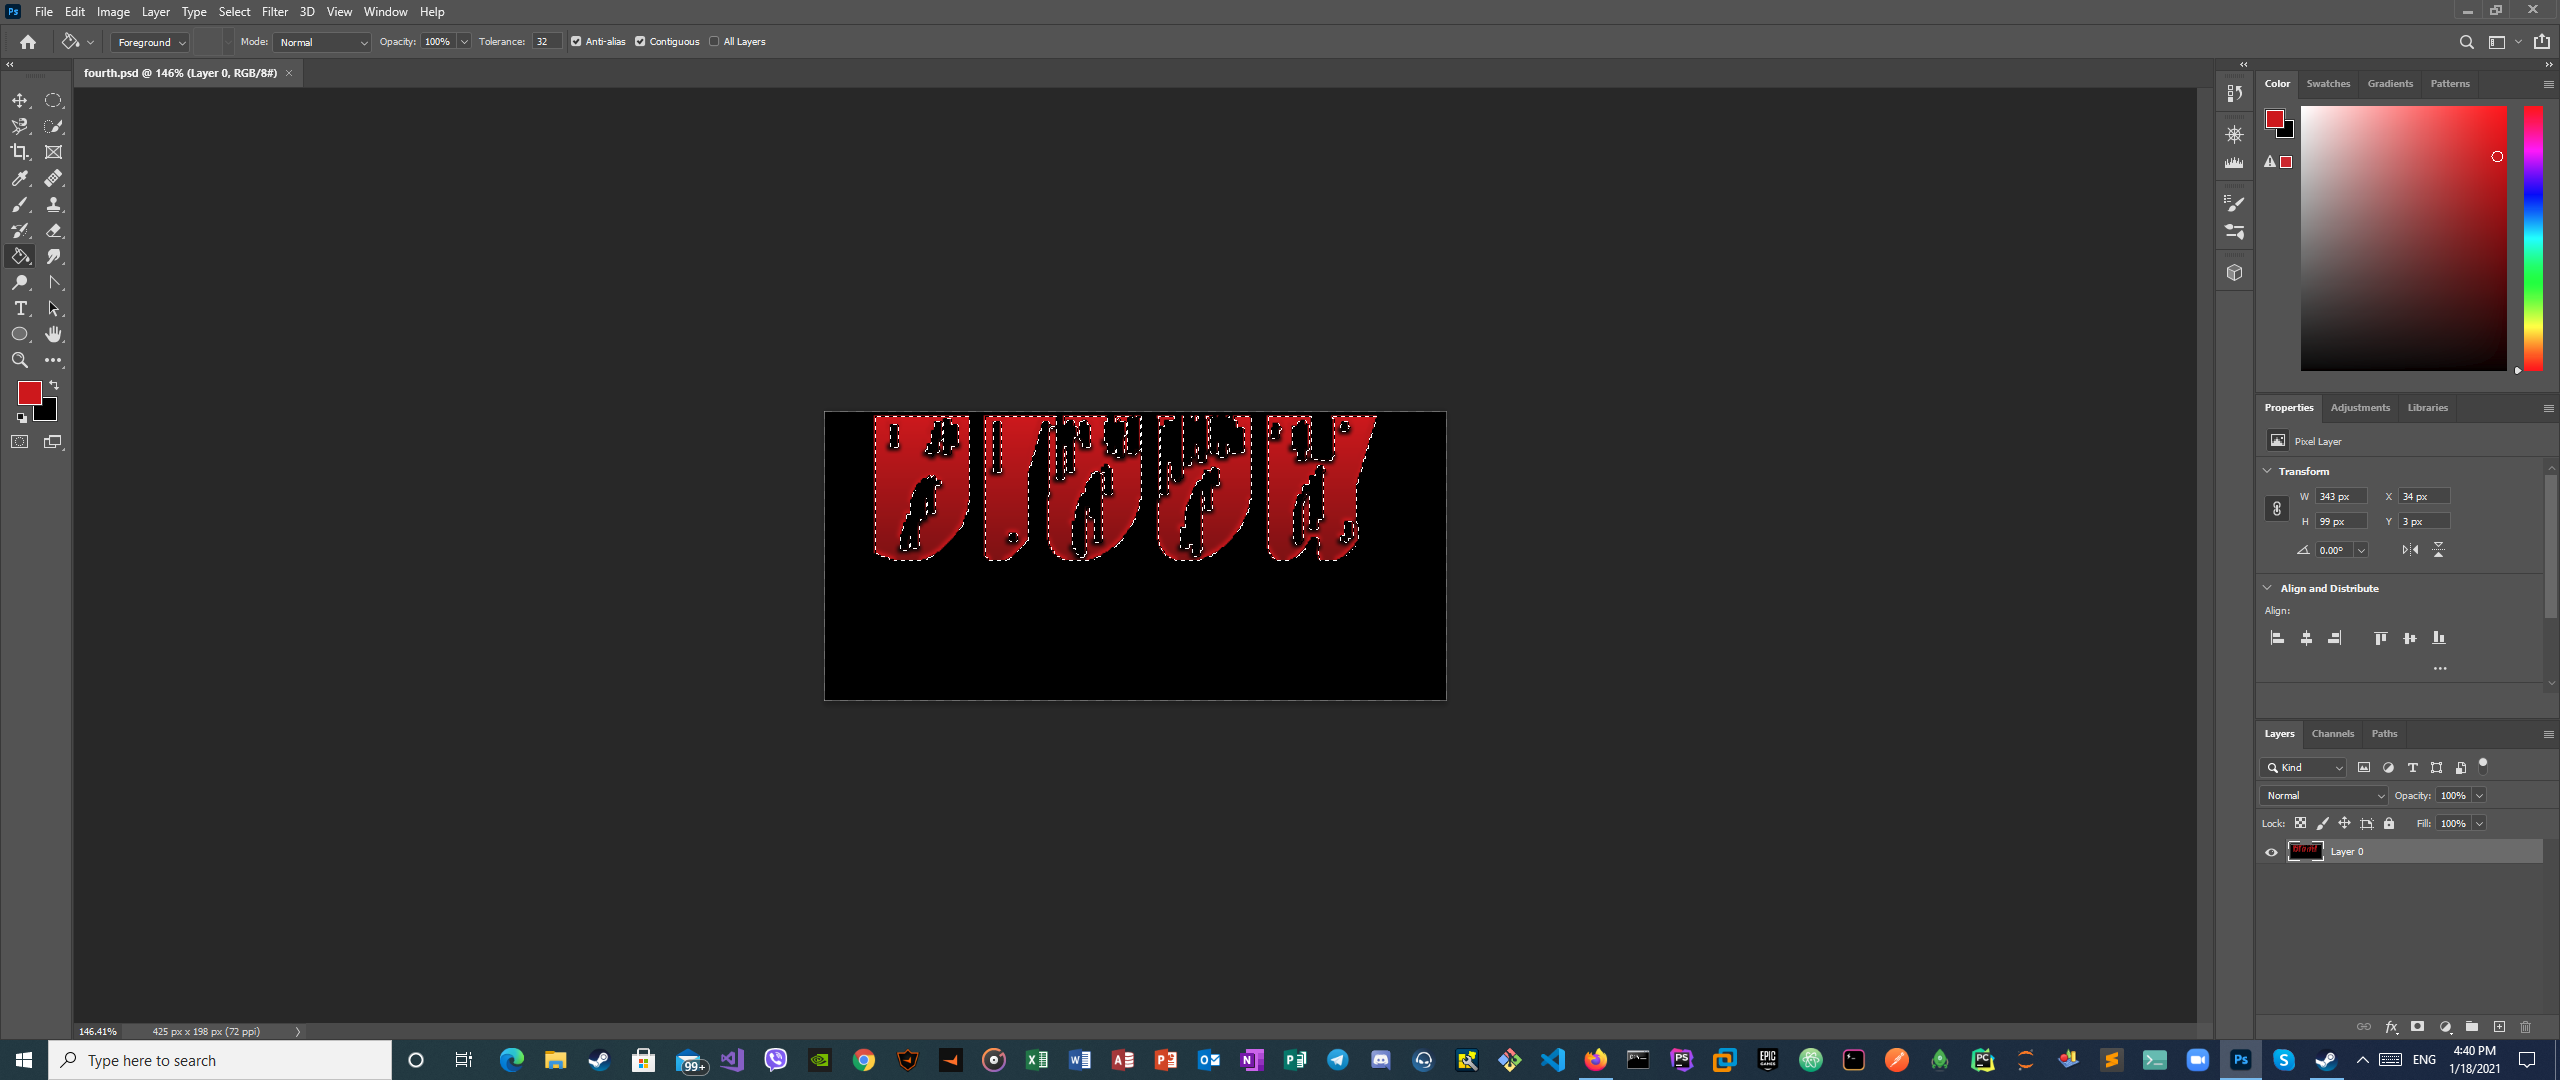 Ps File Edit Image Layer Type Select Filter 3D View Window Help
Foreground Mode: Normal Opacity: 100% Tolerance: 32 Anti-alias Contiguous All Layers
fourth.psd @ 146% (Layer 0, RGB/8#)
Color Swatches Gradients Patterns
Properties Adjustments Libraries
Pixel Layer
Transform
W 343 px X 34 px
H 99 px Y 3 px
0.00°
Align and Distribute
Align:
Layers Channels Paths
Kind
Normal Opacity: 100%
Lock: Fill: 100%
Layer 0
fx
146.41% 425 px x 198 px (72 ppi)
Type here to search
99+
ENG
4:40 PM
1/18/2021